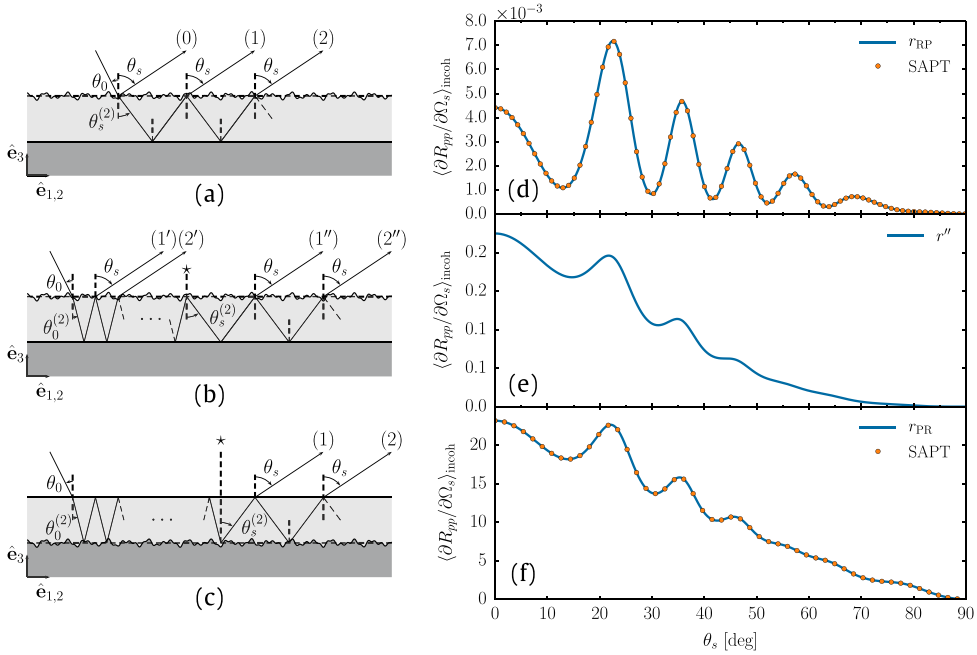 (0) (1) (2)
θ₀ θₛ θₛ θₛ
θₛ⁽²⁾
ê₃
ê₁,₂
(a)
(1′)(2′) (1″) (2″)
θ₀ θₛ ⋆ θₛ θₛ
θ₀⁽²⁾ ... θₛ⁽²⁾
ê₃
ê₁,₂
(b)
⋆ (1) (2)
θ₀ θₛ θₛ
θ₀⁽²⁾ ... θₛ⁽²⁾
ê₃
ê₁,₂
(c)
×10⁻³
8.0
7.0
6.0
5.0
4.0
3.0
2.0
1.0
0.0
⟨∂Rₚₚ/∂Ωₛ⟩incoh
r_RP
SAPT
(d)
0.2
0.1
0.1
0.0
⟨∂Rₚₚ/∂Ωₛ⟩incoh
r″
(e)
20
15
10
5
0
⟨∂Rₚₚ/∂Ωₛ⟩incoh
r_PR
SAPT
(f)
0 10 20 30 40 50 60 70 80 90
θₛ [deg]